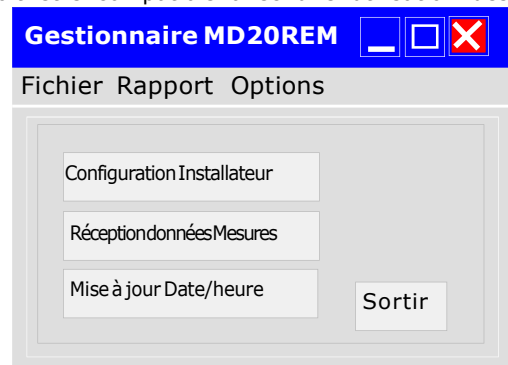 Gestionnaire MD20REM
Fichier Rapport Options
Configuration Installateur
Réception données Mesures
Mise à jour Date/heure
Sortir